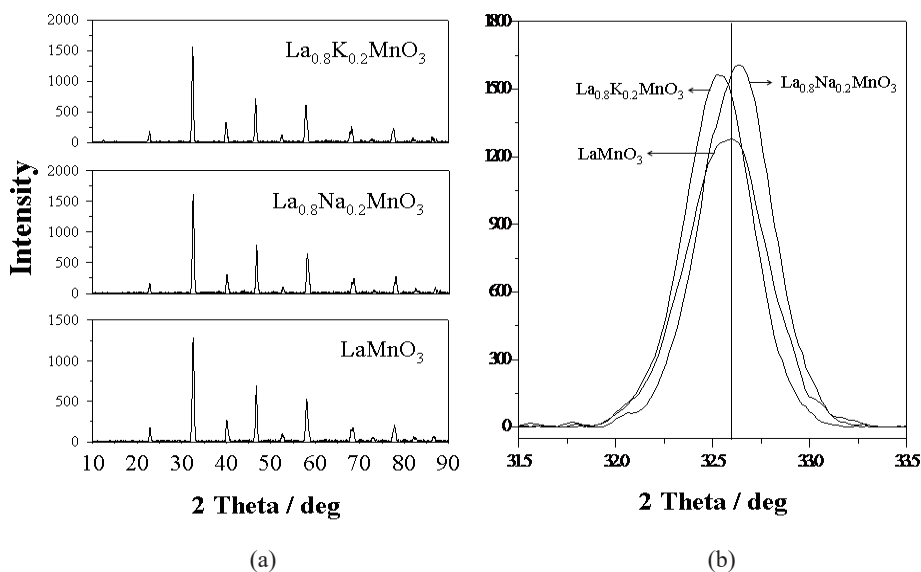 2000
1500
1000
500
0
La0.8K0.2MnO3
2000
1500
1000
500
0
La0.8Na0.2MnO3
1500
1000
500
0
LaMnO3
10 20 30 40 50 60 70 80 90
Intensity
2 Theta / deg
(a)
1800
1500
1200
900
600
300
0
La0.8K0.2MnO3
La0.8Na0.2MnO3
LaMnO3
31.5 32.0 32.5 33.0 33.5
2 Theta / deg
(b)